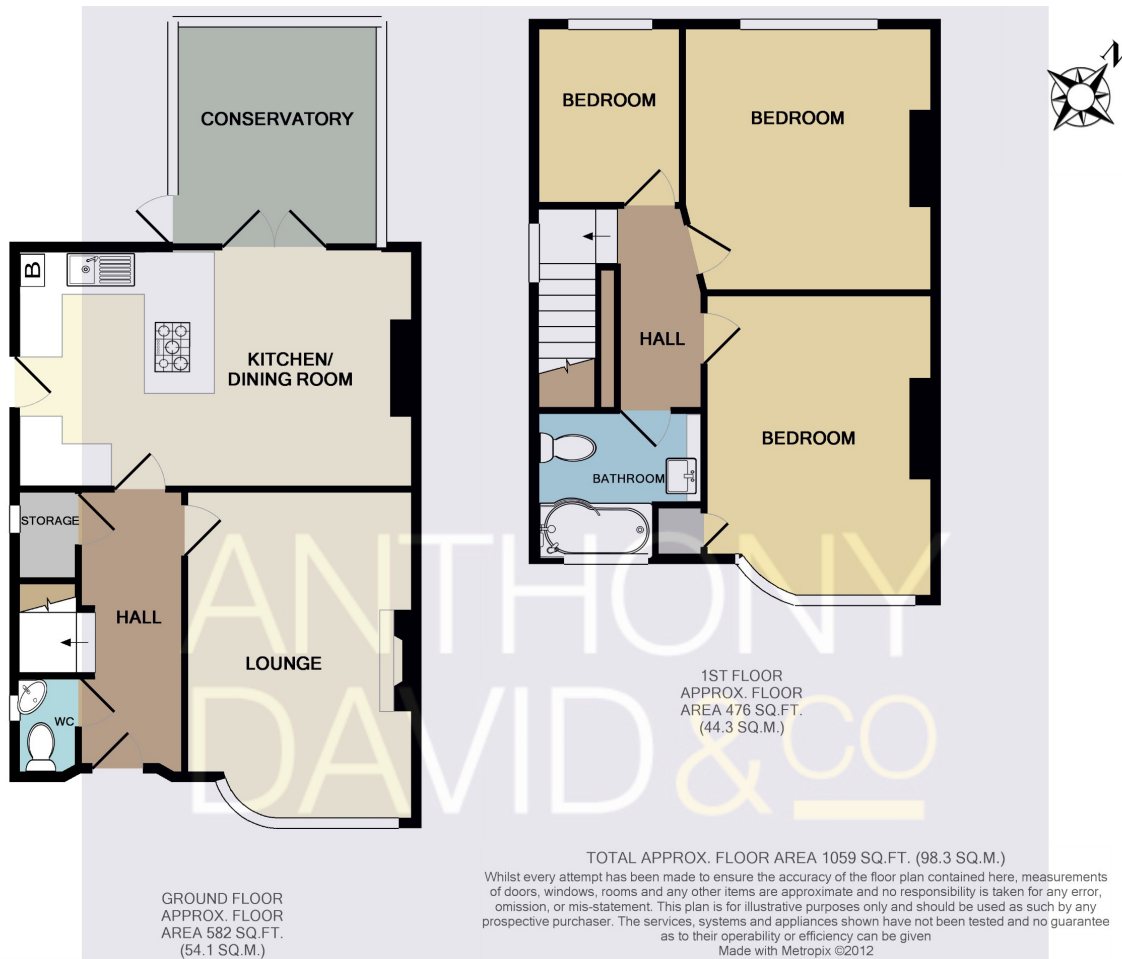 CONSERVATORY
B
KITCHEN/
DINING ROOM
STORAGE
HALL
LOUNGE
WC
GROUND FLOOR
APPROX. FLOOR
AREA 582 SQ.FT.
(54.1 SQ.M.)
BEDROOM
BEDROOM
N
HALL
BEDROOM
BATHROOM
1ST FLOOR
APPROX. FLOOR
AREA 476 SQ.FT.
(44.3 SQ.M.)
ANTHONY
DAVID & CO
TOTAL APPROX. FLOOR AREA 1059 SQ.FT. (98.3 SQ.M.)
Whilst every attempt has been made to ensure the accuracy of the floor plan contained here, measurements
of doors, windows, rooms and any other items are approximate and no responsibility is taken for any error,
omission, or mis-statement. This plan is for illustrative purposes only and should be used as such by any
prospective purchaser. The services, systems and appliances shown have not been tested and no guarantee
as to their operability or efficiency can be given
Made with Metropix ©2012